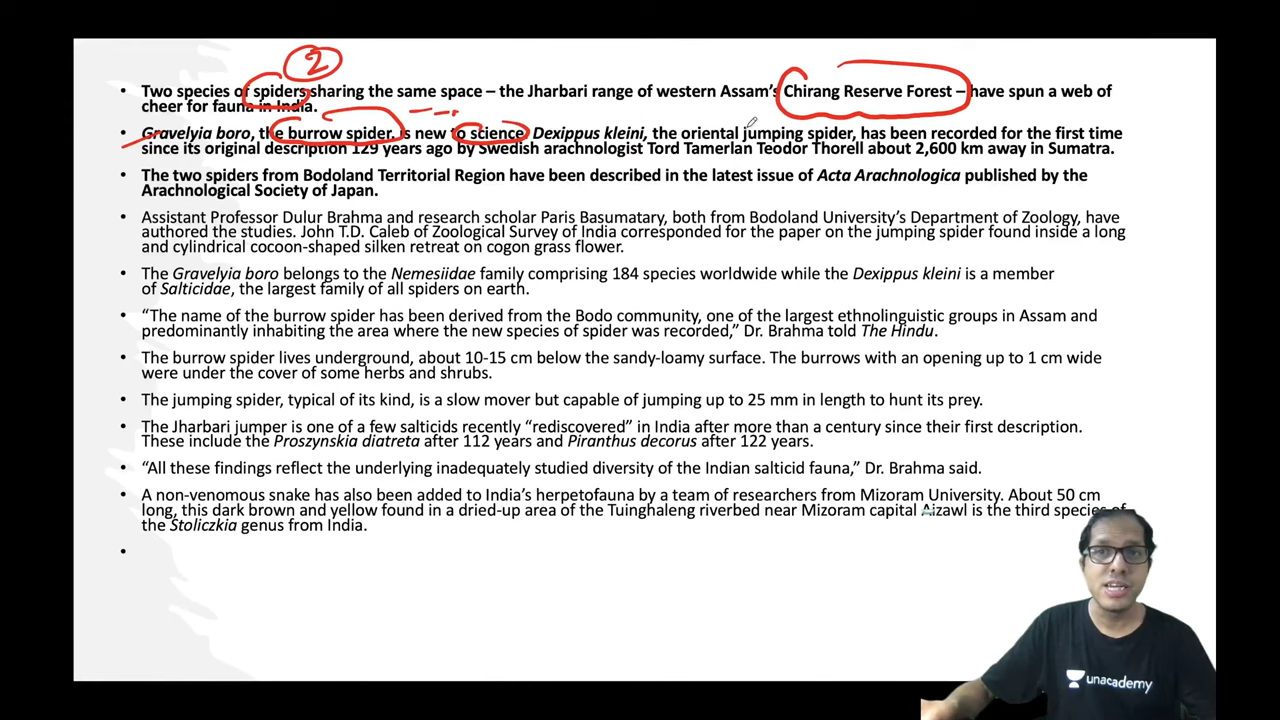 2
• Two species of spiders sharing the same space – the Jharbari range of western Assam's Chirang Reserve Forest – have spun a web of
cheer for fauna in India.
• Gravelyia boro, the burrow spider, is new to science Dexippus kleini, the oriental jumping spider, has been recorded for the first time
since its original description 129 years ago by Swedish arachnologist Tord Tamerlan Teodor Thorell about 2,600 km away in Sumatra.
• The two spiders from Bodoland Territorial Region have been described in the latest issue of Acta Arachnologica published by the
Arachnological Society of Japan.
• Assistant Professor Dulur Brahma and research scholar Paris Basumatary, both from Bodoland University's Department of Zoology, have
authored the studies. John T.D. Caleb of Zoological Survey of India corresponded for the paper on the jumping spider found inside a long
and cylindrical cocoon-shaped silken retreat on cogon grass flower.
• The Gravelyia boro belongs to the Nemesiidae family comprising 184 species worldwide while the Dexippus kleini is a member
of Salticidae, the largest family of all spiders on earth.
• “The name of the burrow spider has been derived from the Bodo community, one of the largest ethnolinguistic groups in Assam and
predominantly inhabiting the area where the new species of spider was recorded,” Dr. Brahma told The Hindu.
• The burrow spider lives underground, about 10-15 cm below the sandy-loamy surface. The burrows with an opening up to 1 cm wide
were under the cover of some herbs and shrubs.
• The jumping spider, typical of its kind, is a slow mover but capable of jumping up to 25 mm in length to hunt its prey.
• The Jharbari jumper is one of a few salticids recently “rediscovered” in India after more than a century since their first description.
These include the Proszynskia diatreta after 112 years and Piranthus decorus after 122 years.
• “All these findings reflect the underlying inadequately studied diversity of the Indian salticid fauna,” Dr. Brahma said.
• A non-venomous snake has also been added to India's herpetofauna by a team of researchers from Mizoram University. About 50 cm
long, this dark brown and yellow found in a dried-up area of the Tuinghaleng riverbed near Mizoram capital Aizawl is the third species of
the Stoliczkia genus from India.
•
unacademy